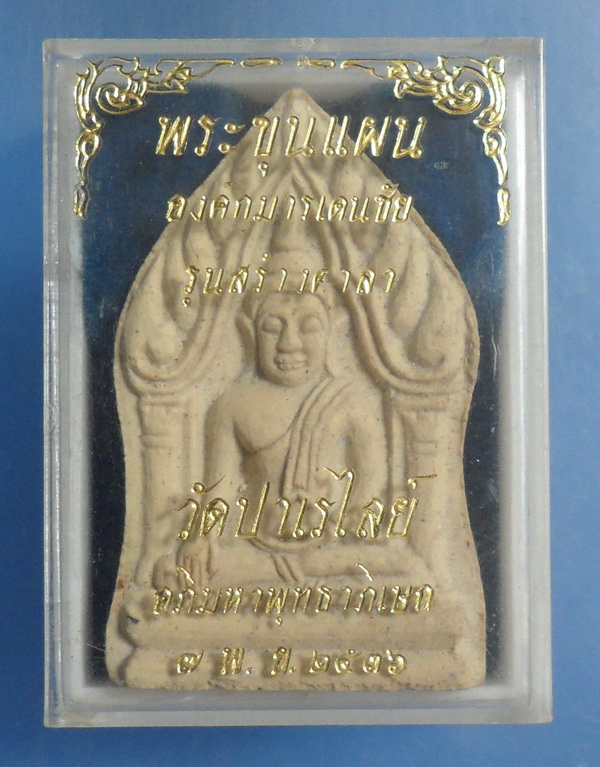 พระขุนแผน
องค์กุมารเดนชัย
รุ่นสร้างศาลา
วัดป่าเรไลย์
อภิมหาพุทธาภิเษก
๗ พ.ย.๒๕๓๖